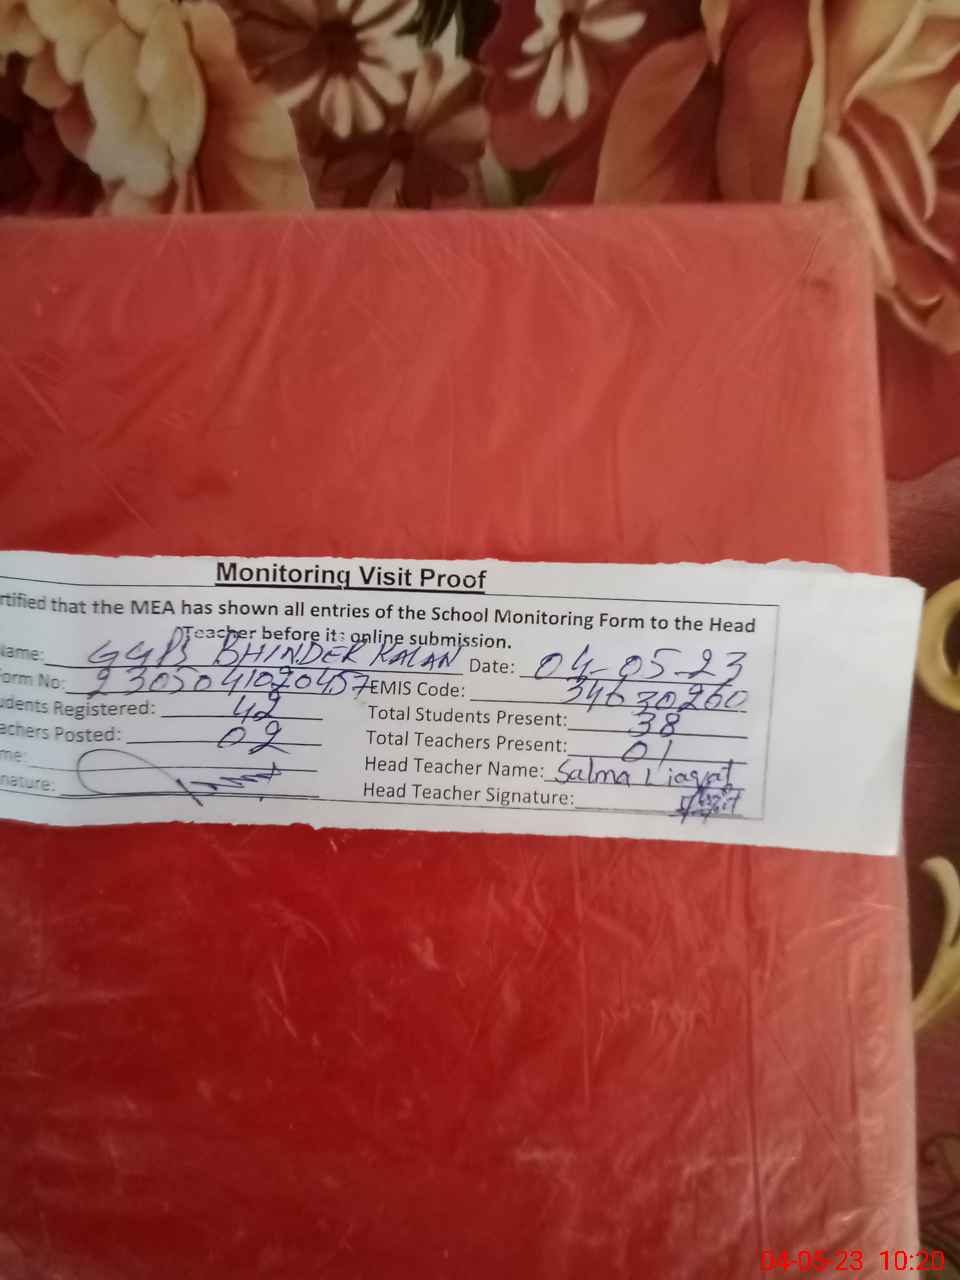 Monitoring Visit Proof
rtified that the MEA has shown all entries of the School Monitoring Form to the Head
Teacher before its online submission.
Name: GGPS BHINDER KALAN Date: 04-05-23
orm No: 2305041020457 EMIS Code: 34630260
udents Registered: 42 Total Students Present: 38
achers Posted: 02 Total Teachers Present: 01
me: Head Teacher Name: Salma Liaqat
nature: Head Teacher Signature:
04-05-23 10:20